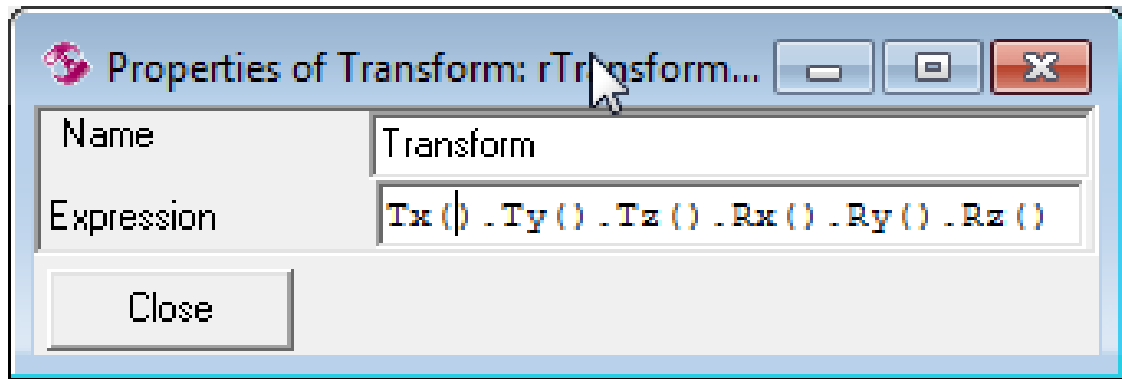 Properties of Transform: rTransform...
Name Transform
Expression Tx().Ty().Tz().Rx().Ry().Rz()
Close